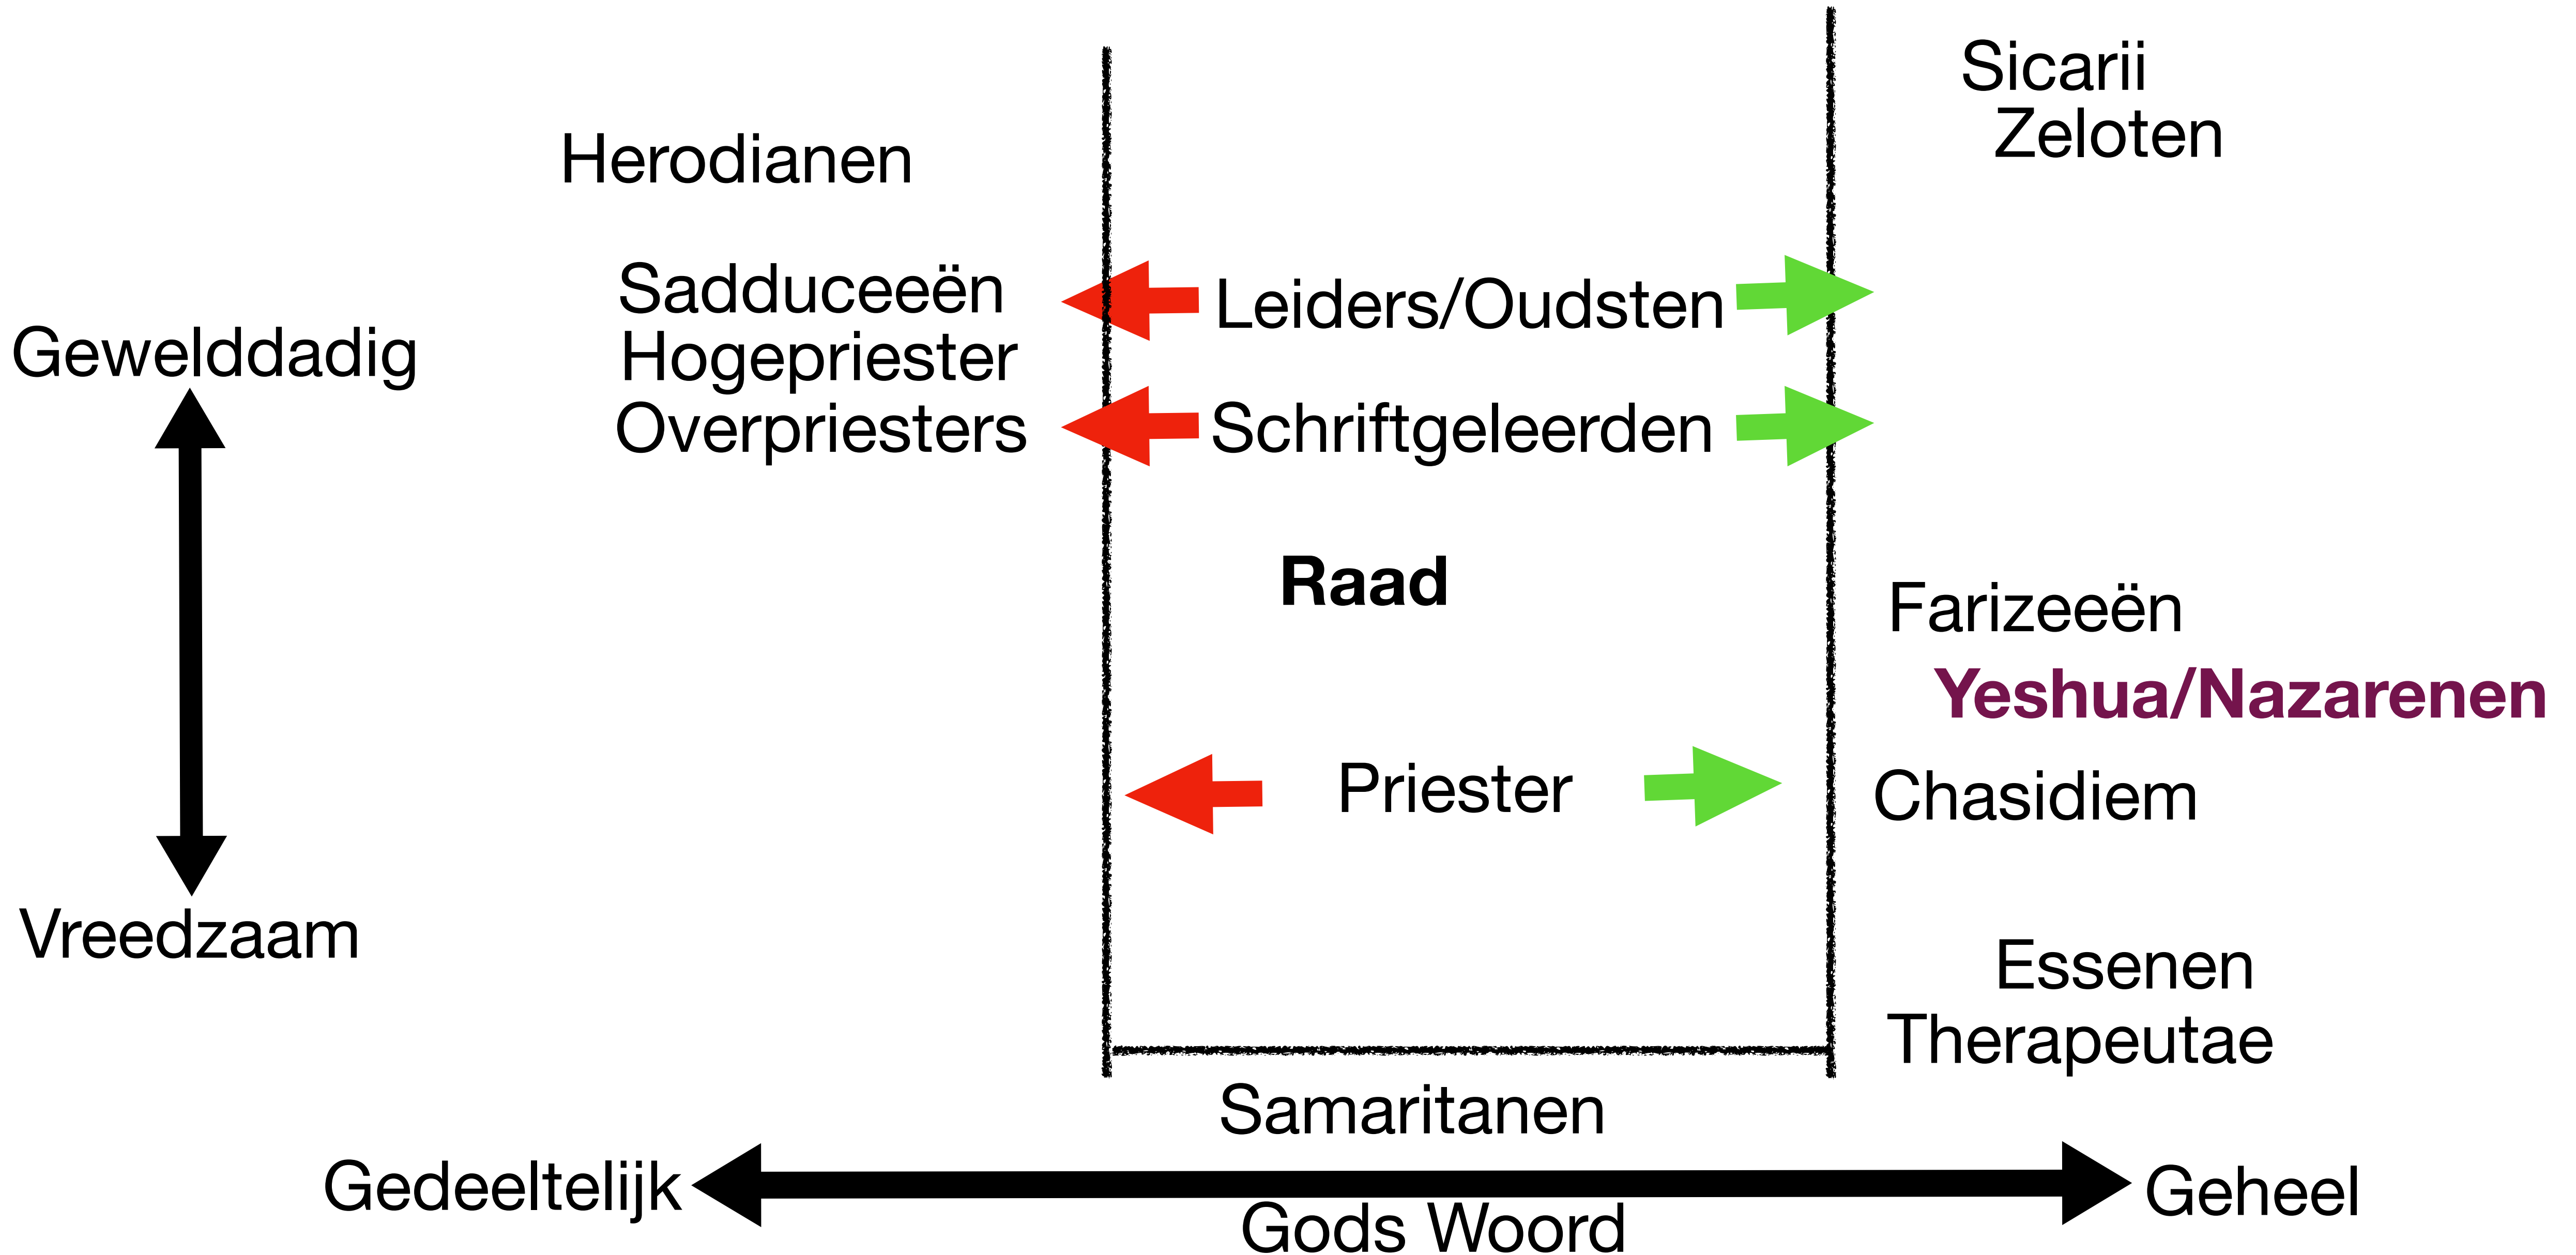 Sicarii
Zeloten
Herodianen
Sadduceeën
Leiders/Oudsten
Gewelddadig
Hogepriester
Overpriesters
Schriftgeleerden
Raad
Farizeeën
Yeshua/Nazarenen
Priester
Chasidiem
Vreedzaam
Essenen
Therapeutae
Samaritanen
Gedeeltelijk
Geheel
Gods Woord